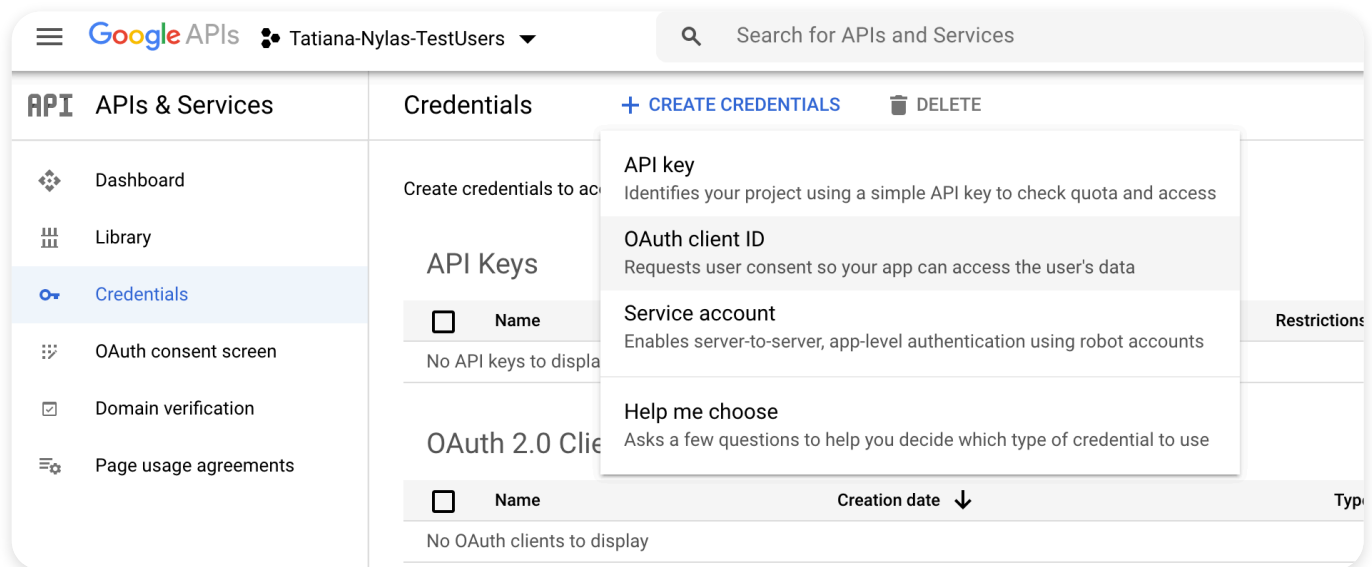 Google APIs Tatiana-Nylas-TestUsers Search for APIs and Services
API APIs & Services
Credentials CREATE CREDENTIALS DELETE
Dashboard
Library
Credentials
OAuth consent screen
Domain verification
Page usage agreements
Create credentials to acc
API key
Identifies your project using a simple API key to check quota and access
OAuth client ID
Requests user consent so your app can access the user's data
Service account
Enables server-to-server, app-level authentication using robot accounts
Help me choose
Asks a few questions to help you decide which type of credential to use
API Keys
Name Restrictions
No API keys to displa
OAuth 2.0 Clie
Name Creation date Type
No OAuth clients to display